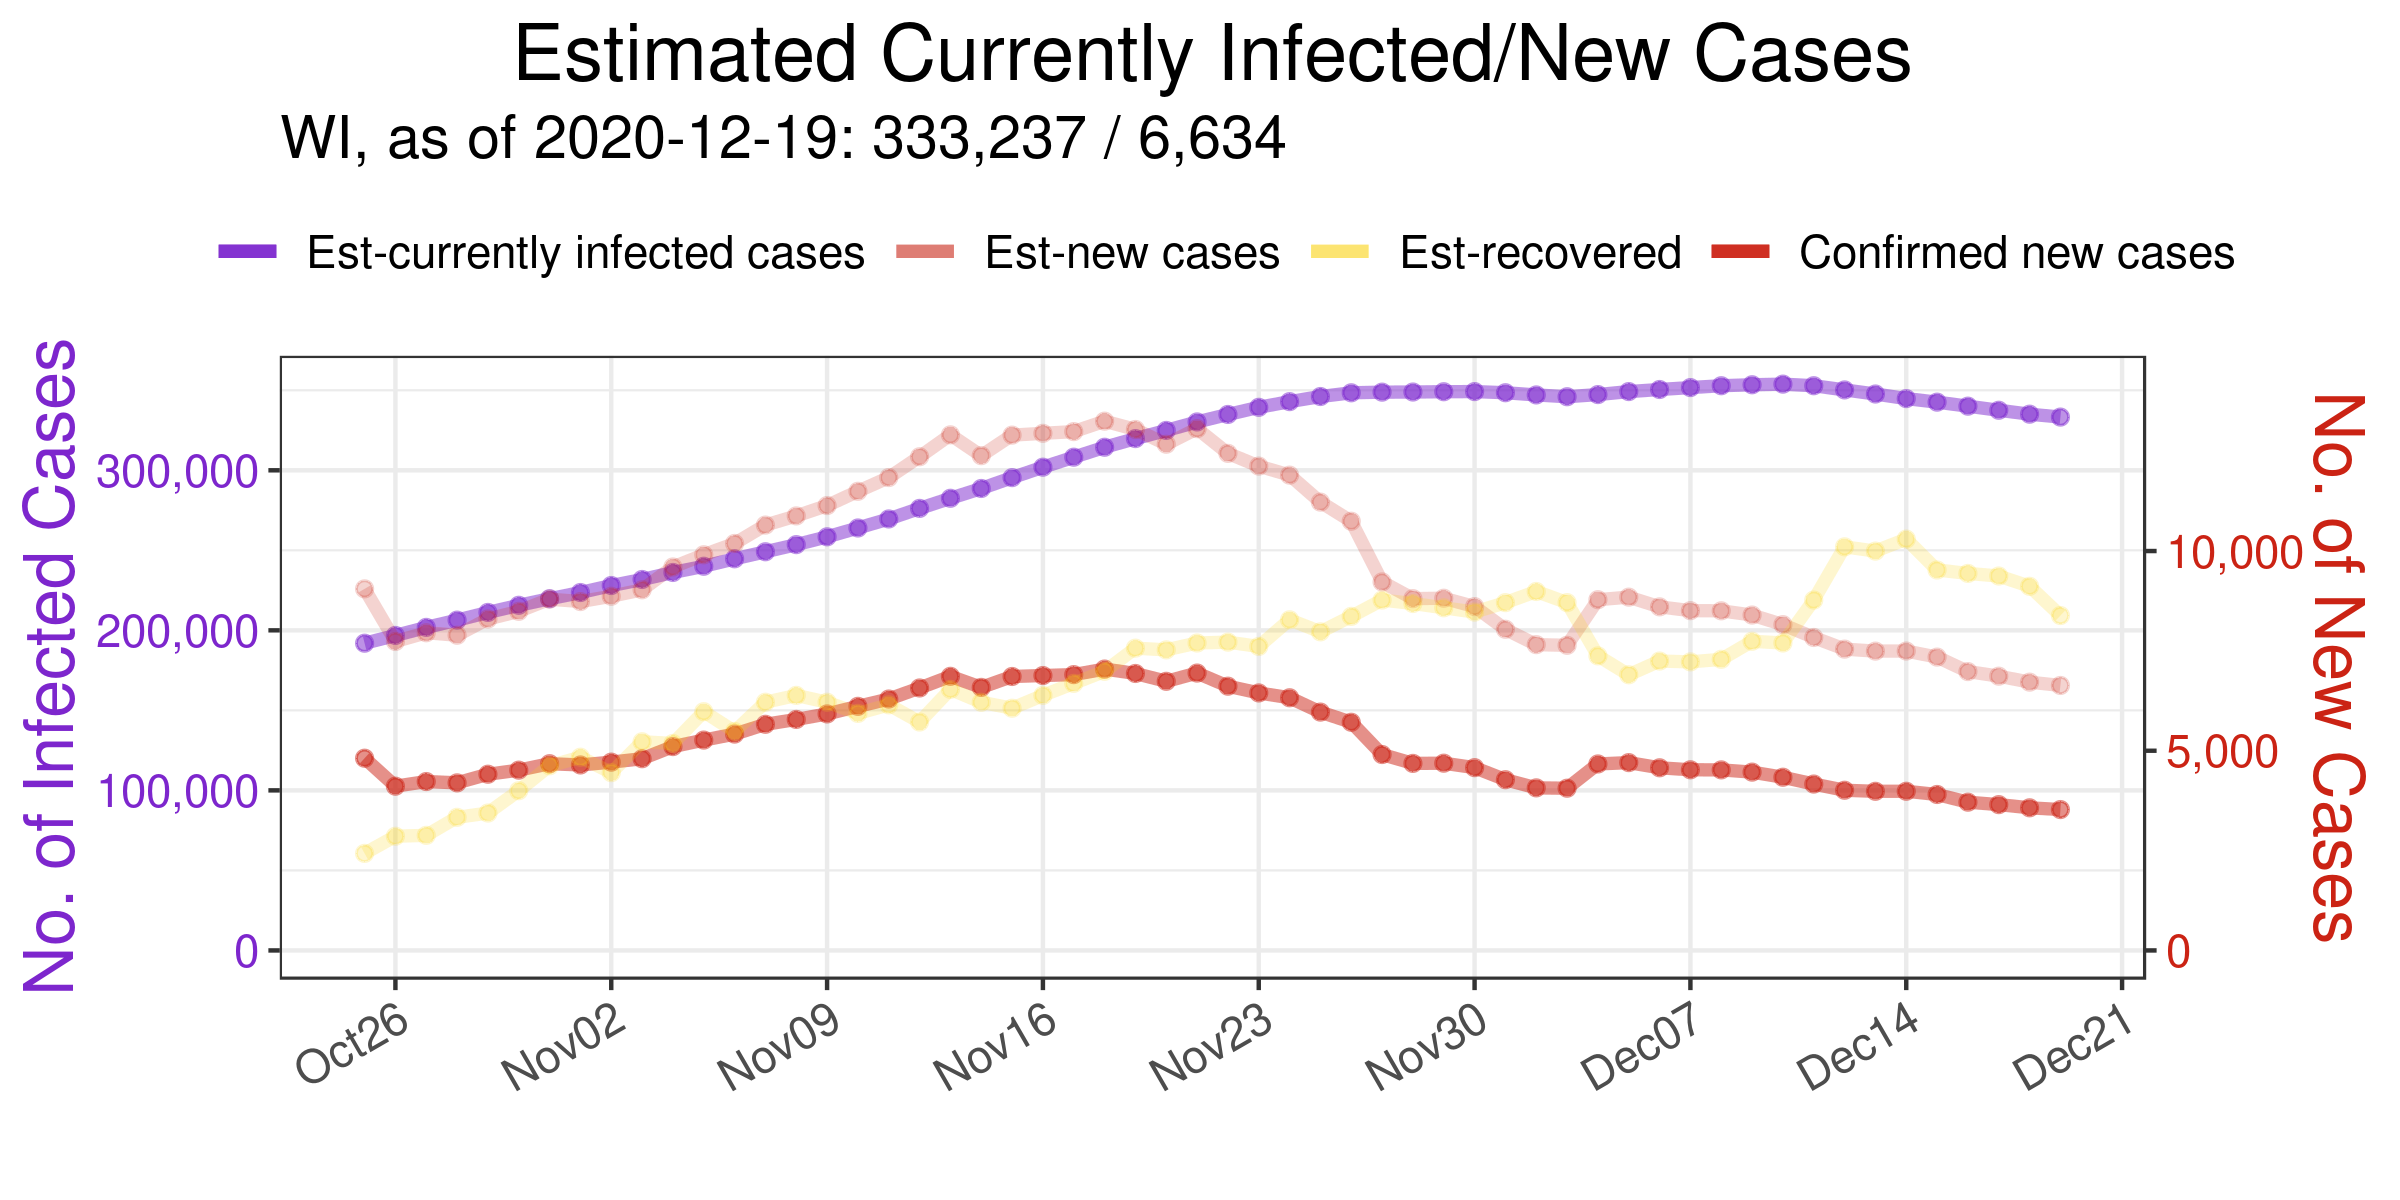 Estimated Currently Infected/New Cases
WI, as of 2020-12-19: 333,237 / 6,634
Est-currently infected cases Est-new cases Est-recovered Confirmed new cases
No. of Infected Cases
300,000
200,000
100,000
0
10,000
5,000
0
No. of New Cases
Oct26 Nov02 Nov09 Nov16 Nov23 Nov30 Dec07 Dec14 Dec21